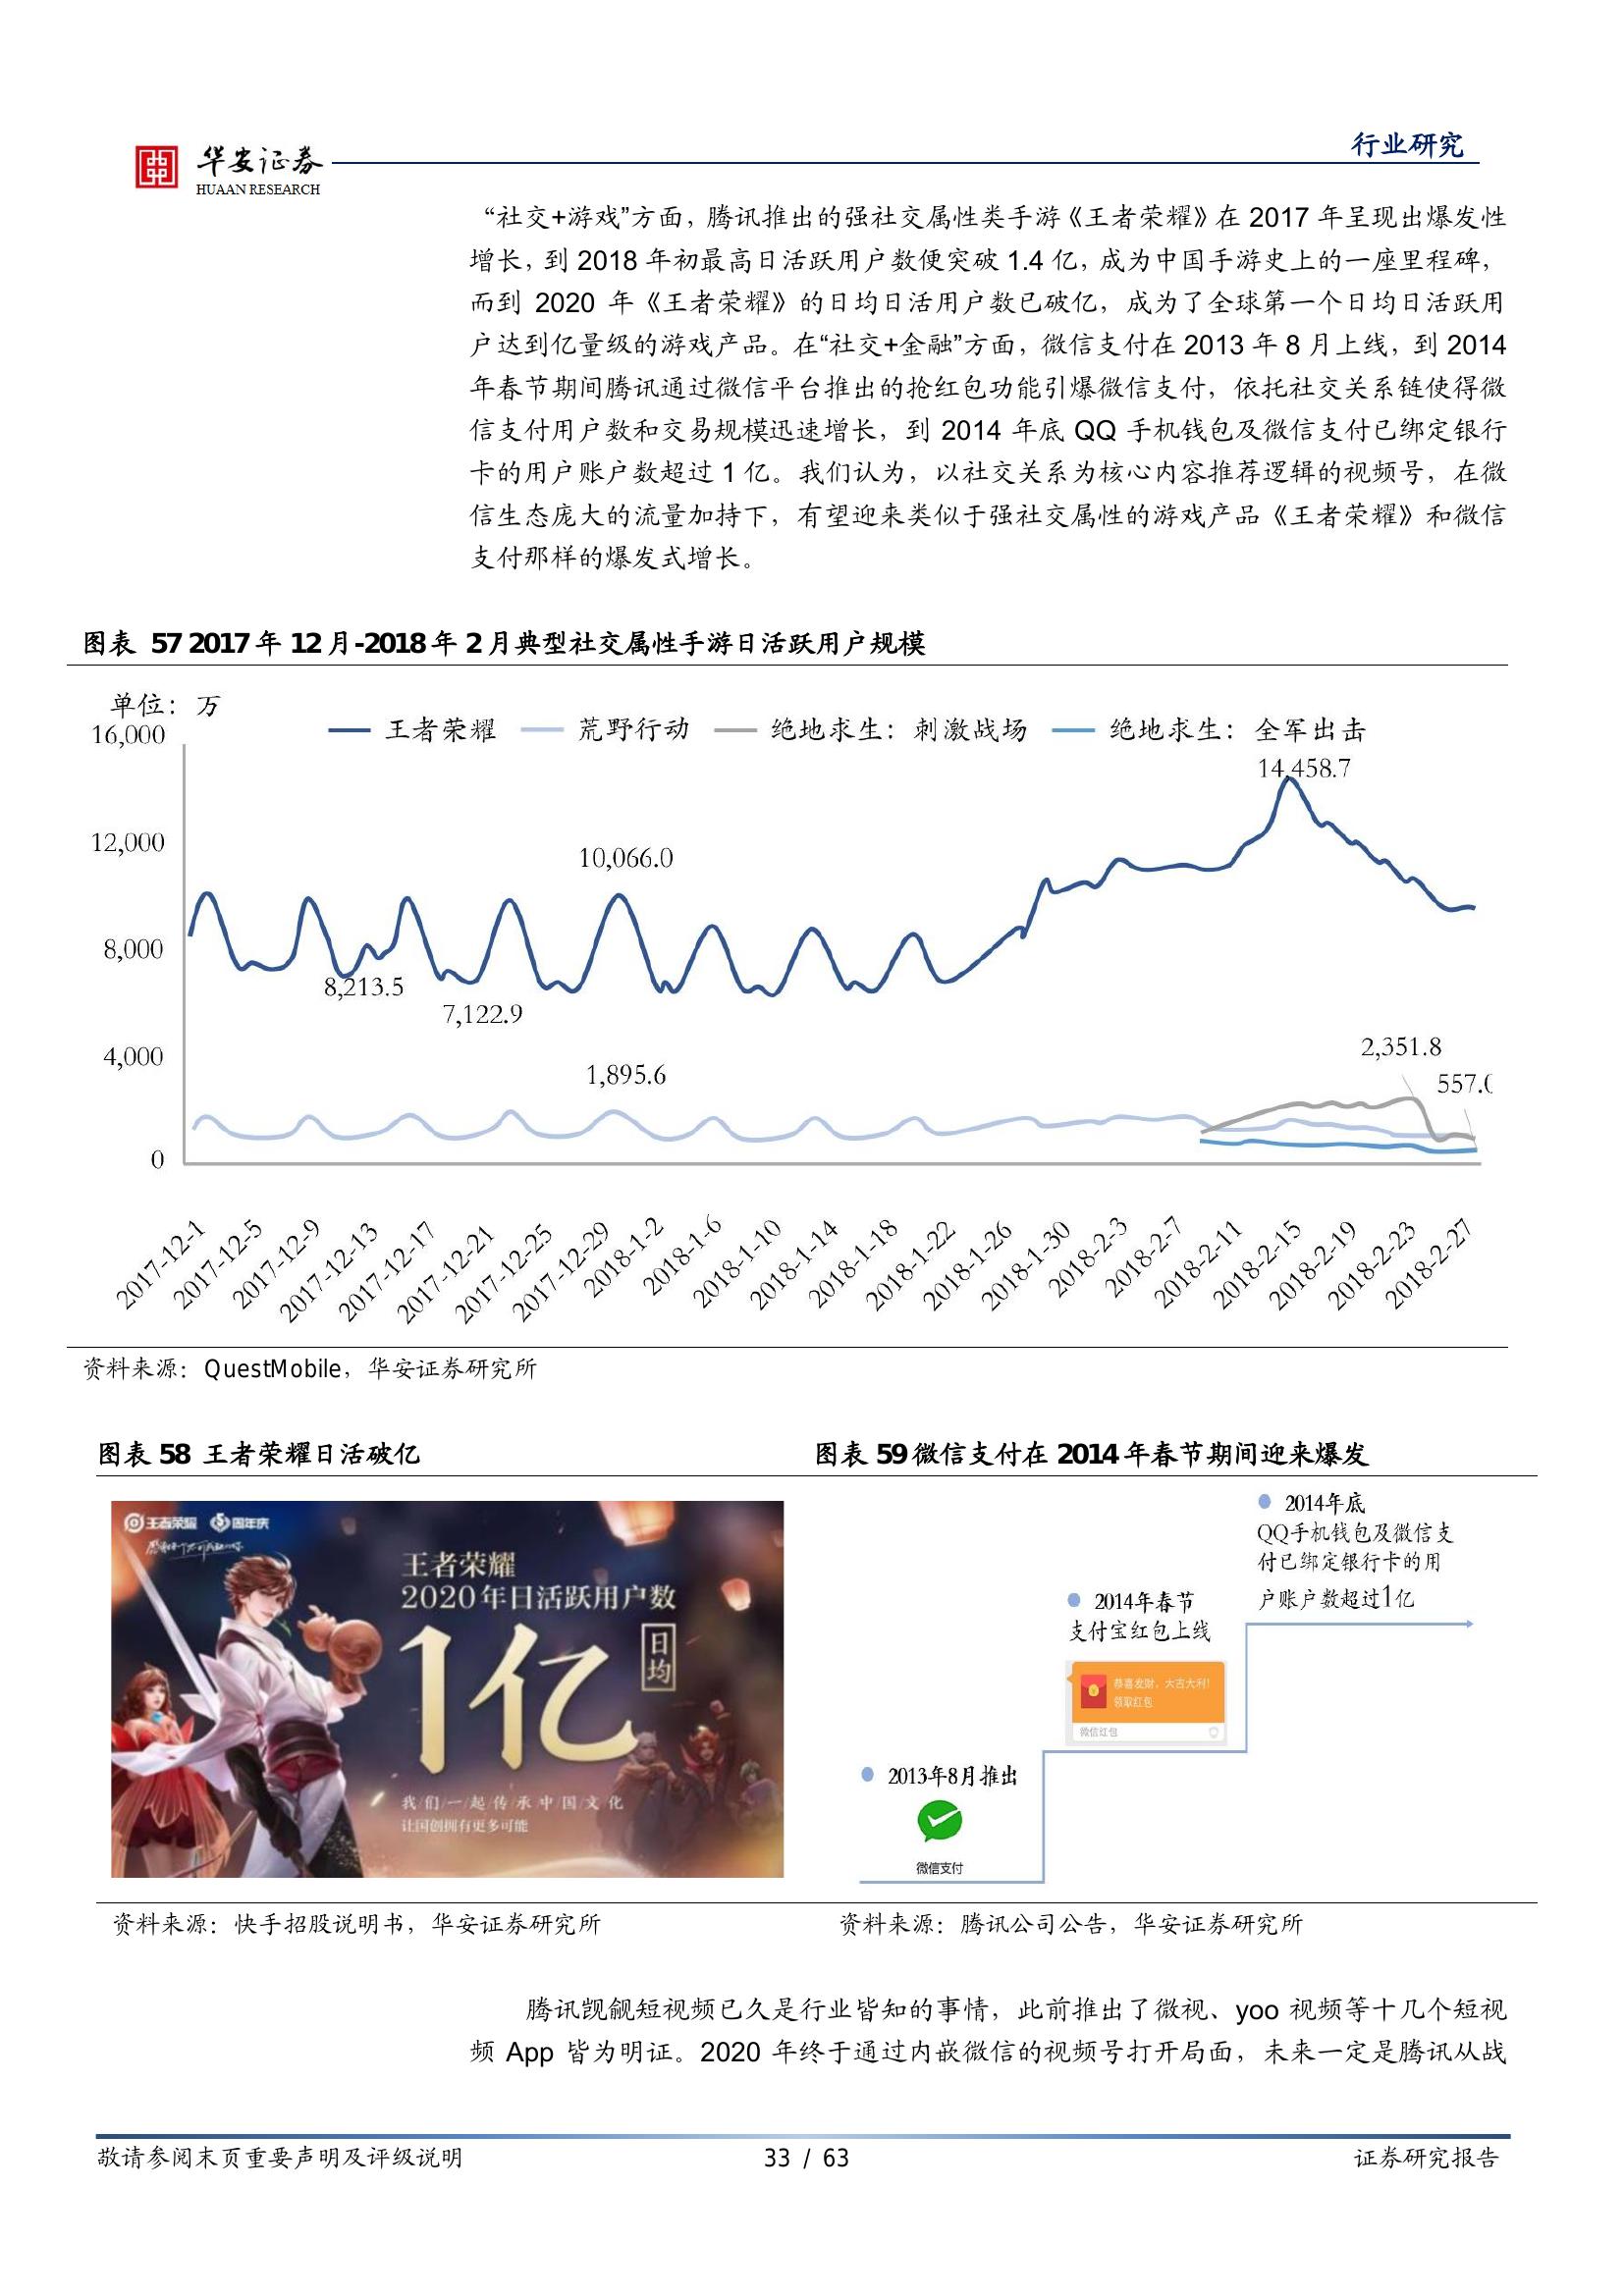 华安证券
HUAAN RESEARCH
行业研究
“社交+游戏”方面，腾讯推出的强社交属性类手游《王者荣耀》在 2017 年呈现出爆发性
增长，到 2018 年初最高日活跃用户数便突破 1.4 亿，成为中国手游史上的一座里程碑，
而到 2020 年《王者荣耀》的日均日活用户数已破亿，成为了全球第一个日均日活跃用
户达到亿量级的游戏产品。在“社交+金融”方面，微信支付在 2013 年 8 月上线，到 2014
年春节期间腾讯通过微信平台推出的抢红包功能引爆微信支付，依托社交关系链使得微
信支付用户数和交易规模迅速增长，到 2014 年底 QQ 手机钱包及微信支付已绑定银行
卡的用户账户数超过 1 亿。我们认为，以社交关系为核心内容推荐逻辑的视频号，在微
信生态庞大的流量加持下，有望迎来类似于强社交属性的游戏产品《王者荣耀》和微信
支付那样的爆发式增长。
图表 57 2017 年 12 月-2018 年 2 月典型社交属性手游日活跃用户规模
单位：万
王者荣耀 荒野行动 绝地求生：刺激战场 绝地求生：全军出击
16,000
12,000
8,000
4,000
0
14,458.7
10,066.0
8,213.5
7,122.9
1,895.6
2,351.8
557.0
2017-12-1
2017-12-5
2017-12-9
2017-12-13
2017-12-17
2017-12-21
2017-12-25
2017-12-29
2018-1-2
2018-1-6
2018-1-10
2018-1-14
2018-1-18
2018-1-22
2018-1-26
2018-1-30
2018-2-3
2018-2-7
2018-2-11
2018-2-15
2018-2-19
2018-2-23
2018-2-27
资料来源：QuestMobile，华安证券研究所
图表 58 王者荣耀日活破亿
王者荣耀 周年庆
王者荣耀
2020年日活跃用户数
1亿
日均
我/们/一/起/传/承/中/国/文/化
让国创拥有更多可能
资料来源：快手招股说明书，华安证券研究所
图表 59 微信支付在 2014 年春节期间迎来爆发
2014年底
QQ手机钱包及微信支
付已绑定银行卡的用
户账户数超过1亿
2014年春节
支付宝红包上线
恭喜发财，大吉大利！
领取红包
微信红包
2013年8月推出
微信支付
资料来源：腾讯公司公告，华安证券研究所
腾讯觊觎短视频已久是行业皆知的事情，此前推出了微视、yoo 视频等十几个短视
频 App 皆为明证。2020 年终于通过内嵌微信的视频号打开局面，未来一定是腾讯从战
敬请参阅末页重要声明及评级说明
33 / 63
证券研究报告